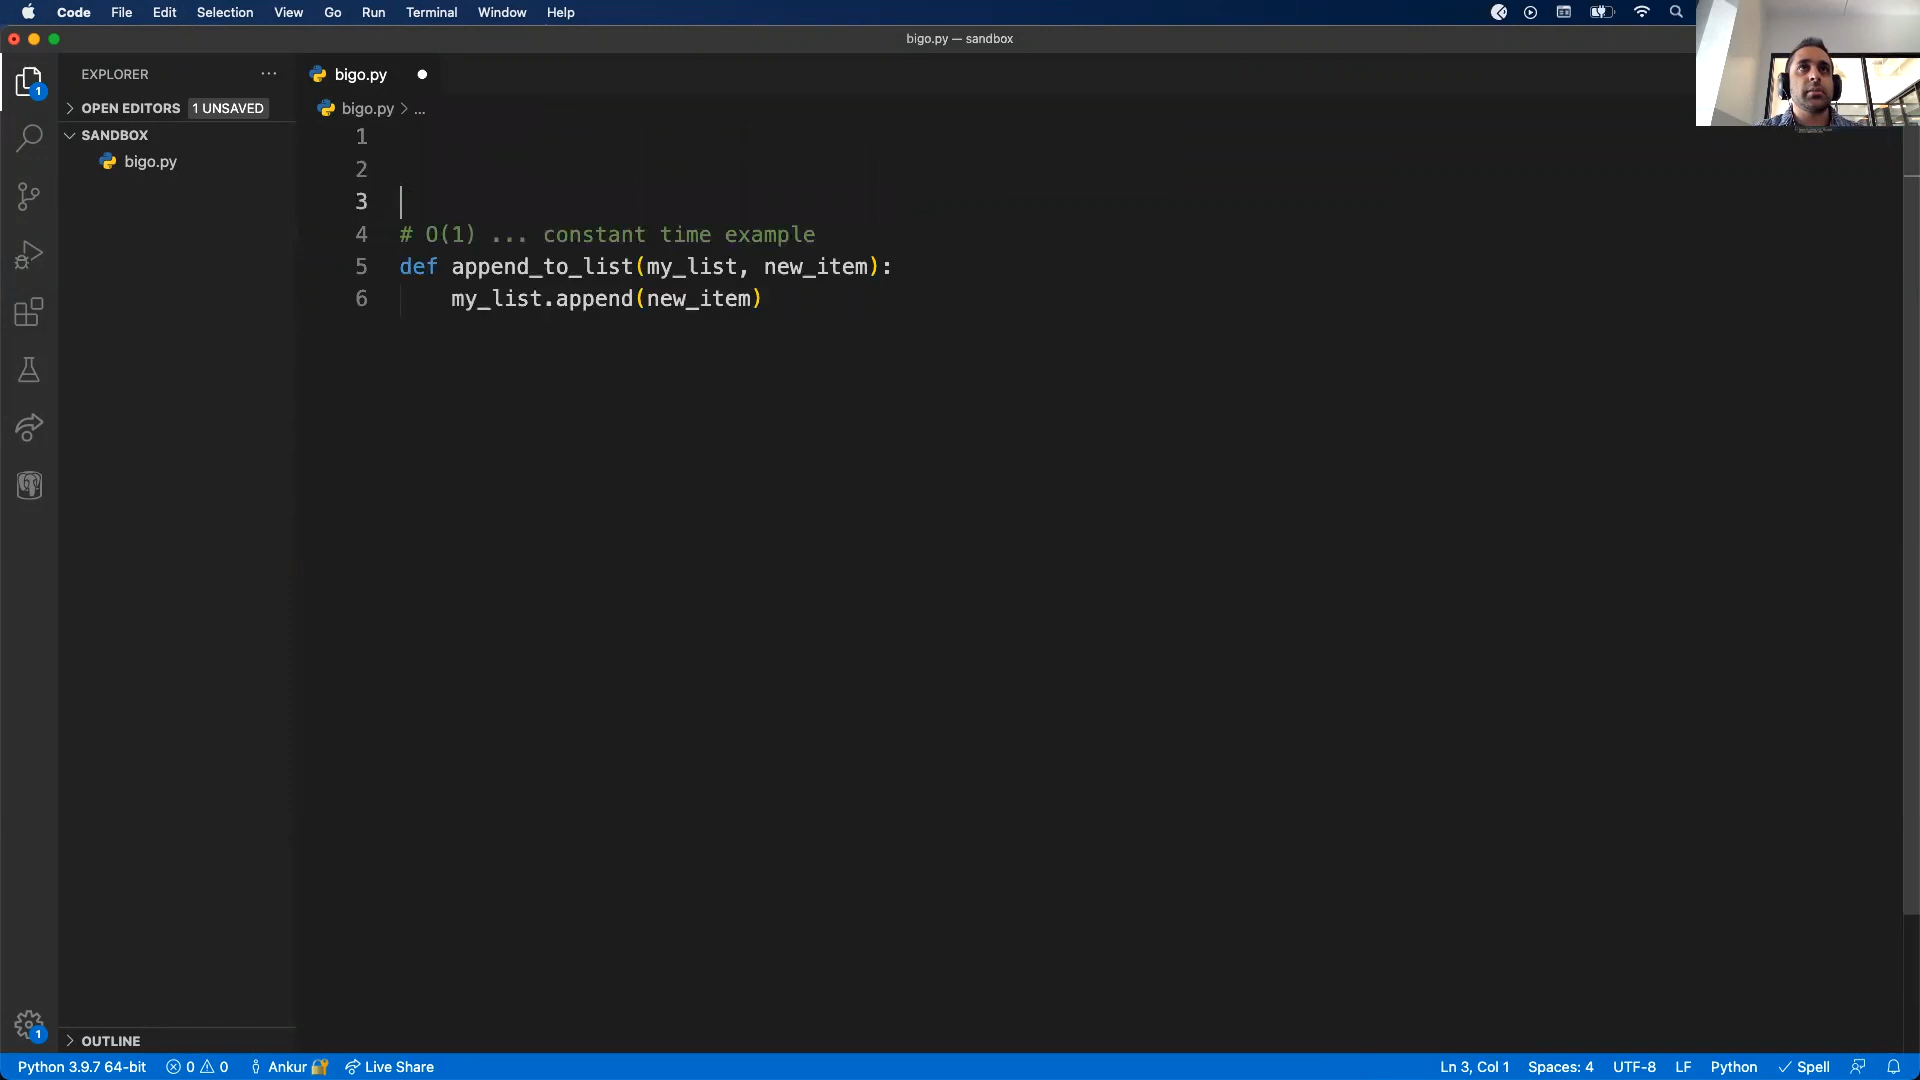 Code File Edit Selection View Go Run Terminal Window Help
bigo.py — sandbox
EXPLORER ...
OPEN EDITORS 1 UNSAVED
SANDBOX
bigo.py
bigo.py
bigo.py > ...
1
2
3
4 # O(1) ... constant time example
5 def append_to_list(my_list, new_item):
6 my_list.append(new_item)
1
OUTLINE
1
Python 3.9.7 64-bit 0 0 Ankur Live Share Ln 3, Col 1 Spaces: 4 UTF-8 LF Python Spell